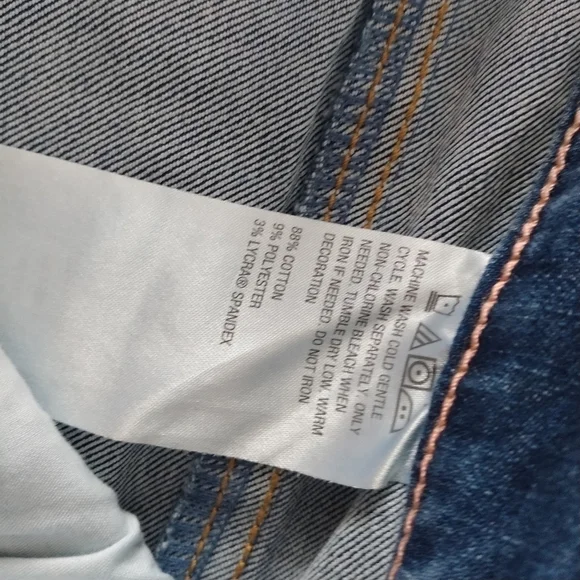 MACHINE WASH COLD GENTLE
CYCLE. WASH SEPARATELY. ONLY
NON-CHLORINE BLEACH WHEN
NEEDED. TUMBLE DRY LOW. WARM
IRON IF NEEDED. DO NOT IRON
DECORATION
88% COTTON
9% POLYESTER
3% LYCRA® SPANDEX